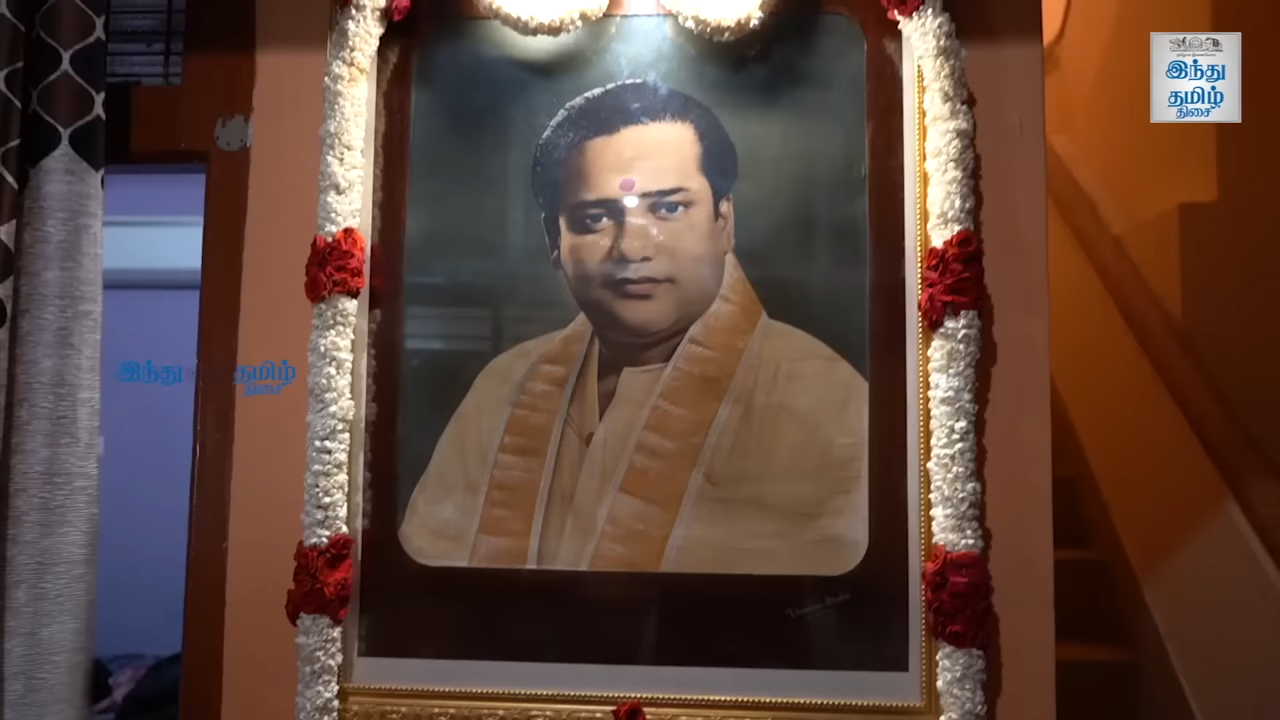 இந்து
தமிழ்
திசை
இந்து தமிழ்
திசை